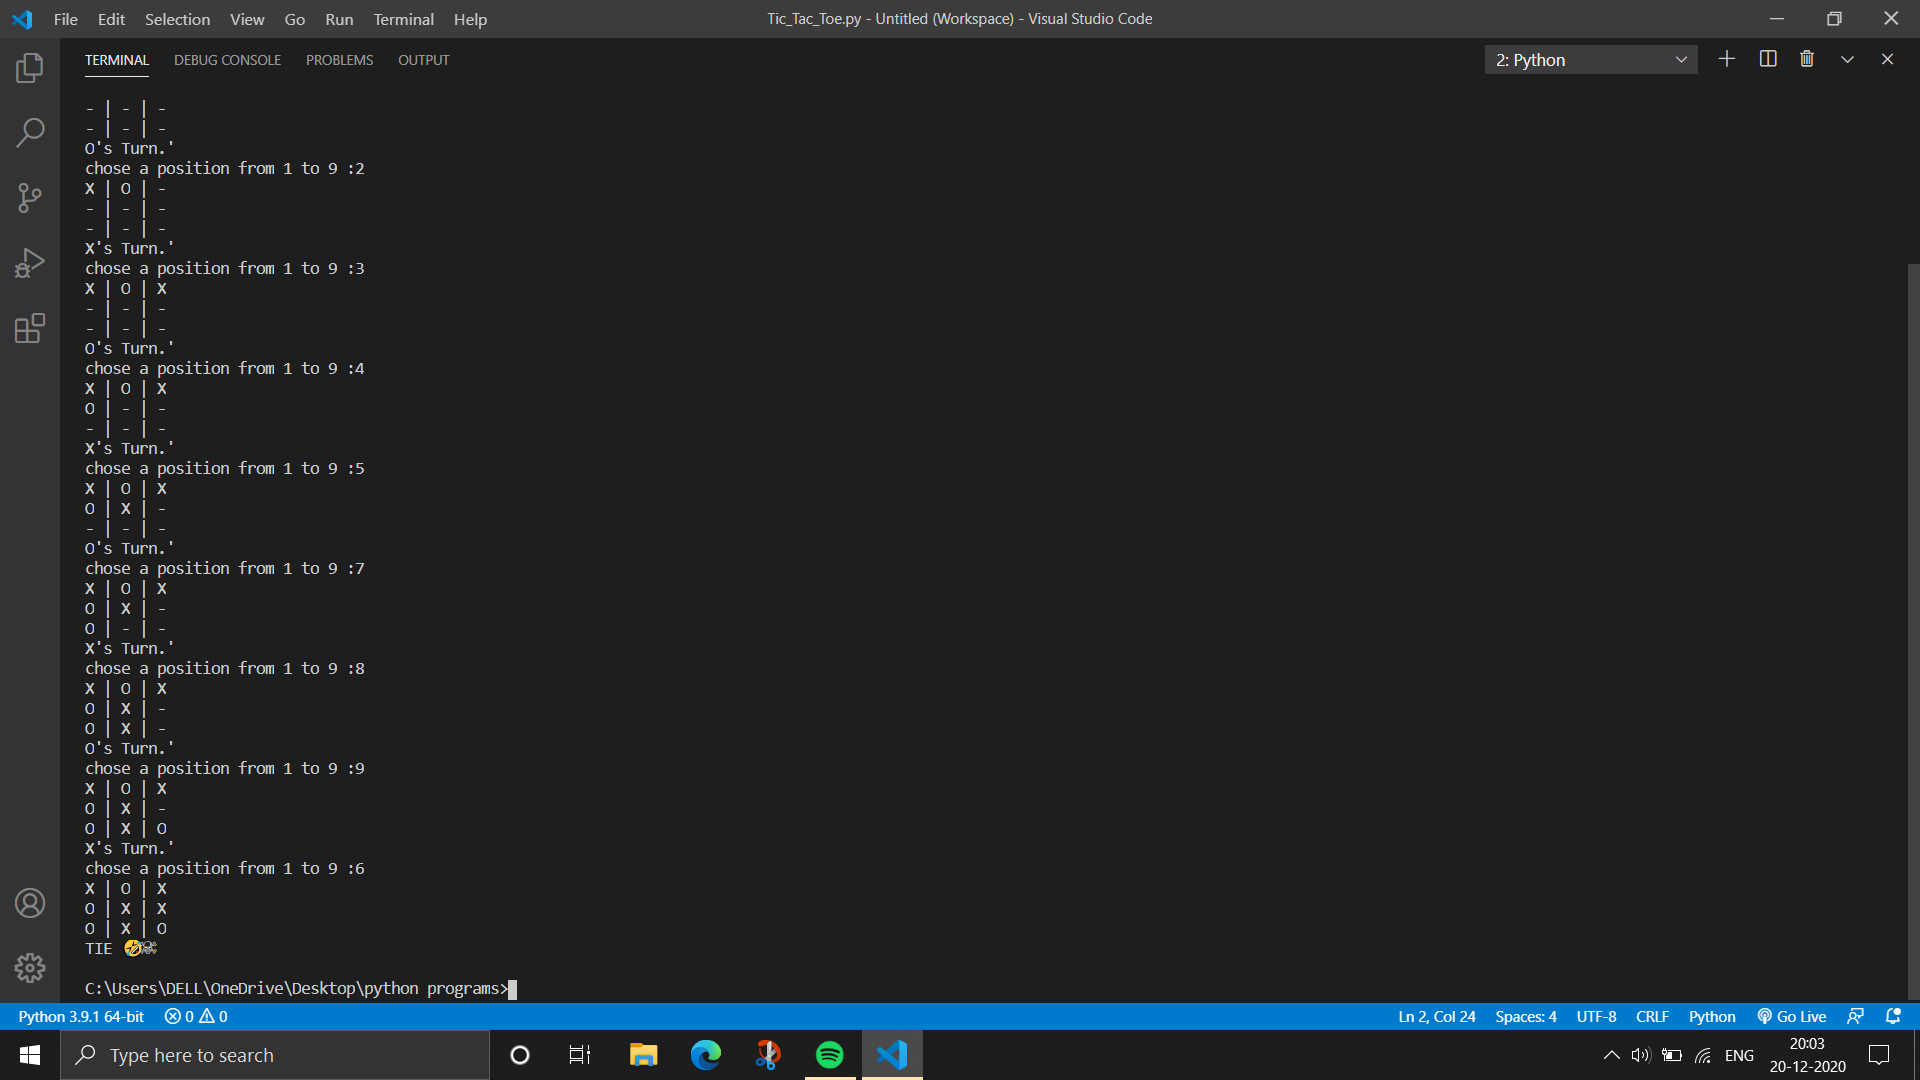 File Edit Selection View Go Run Terminal Help
Tic_Tac_Toe.py - Untitled (Workspace) - Visual Studio Code
TERMINAL DEBUG CONSOLE PROBLEMS OUTPUT
2: Python
- | - | -
- | - | -
O's Turn.'
chose a position from 1 to 9 :2
X | O | -
- | - | -
- | - | -
X's Turn.'
chose a position from 1 to 9 :3
X | O | X
- | - | -
- | - | -
O's Turn.'
chose a position from 1 to 9 :4
X | O | X
O | - | -
- | - | -
X's Turn.'
chose a position from 1 to 9 :5
X | O | X
O | X | -
- | - | -
O's Turn.'
chose a position from 1 to 9 :7
X | O | X
O | X | -
O | - | -
X's Turn.'
chose a position from 1 to 9 :8
X | O | X
O | X | -
O | X | -
O's Turn.'
chose a position from 1 to 9 :9
X | O | X
O | X | -
O | X | O
X's Turn.'
chose a position from 1 to 9 :6
X | O | X
O | X | X
O | X | O
TIE
C:\Users\DELL\OneDrive\Desktop\python programs>
Python 3.9.1 64-bit 0 0
Ln 2, Col 24 Spaces: 4 UTF-8 CRLF Python Go Live
Type here to search
ENG
20:03
20-12-2020